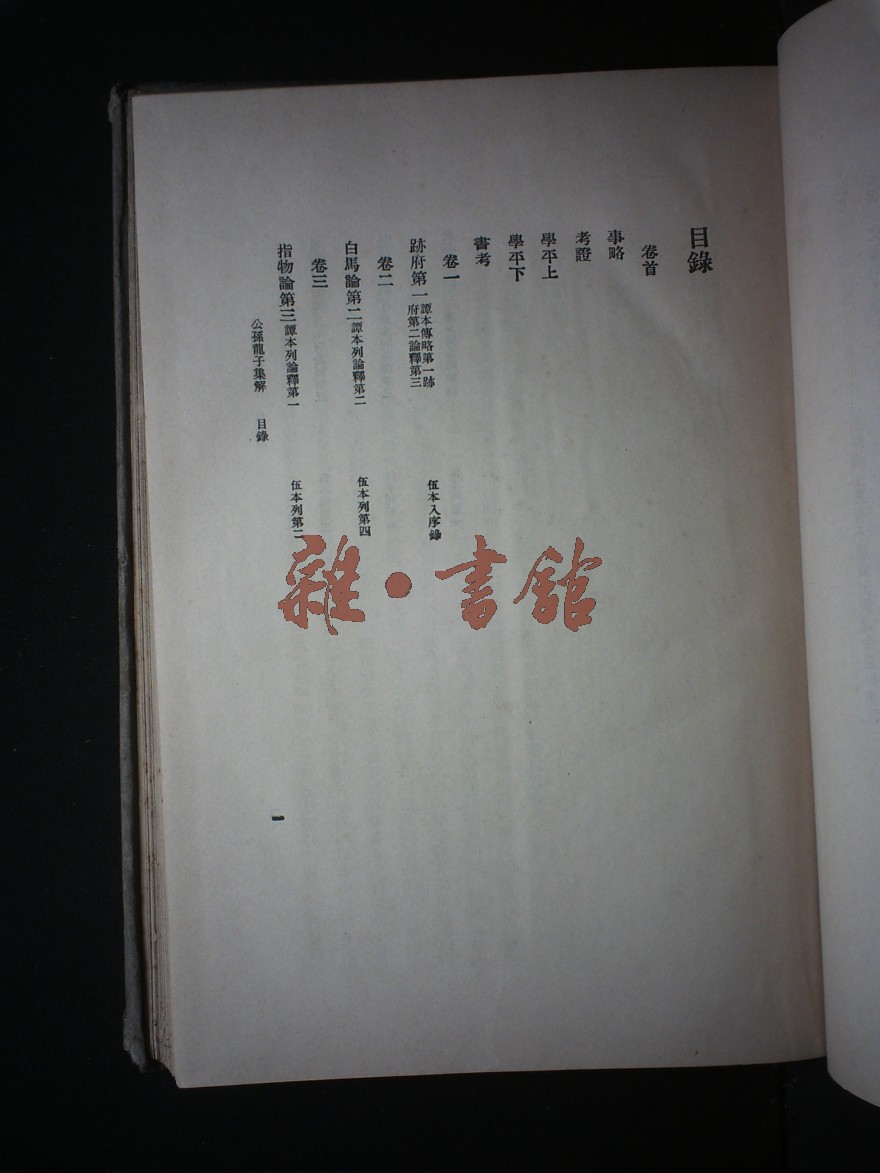 目錄
卷首
事略
考證
學平上
學平下
書考
卷一
跡府第一 譚本傳略第一跡府第二論釋第三 伍本入序錄
卷二
白馬論第二 譚本列論釋第二 伍本列第四
卷三
指物論第三 譚本列論釋第一 伍本列第二
公孫龍子集解 目錄
一
雜·書館